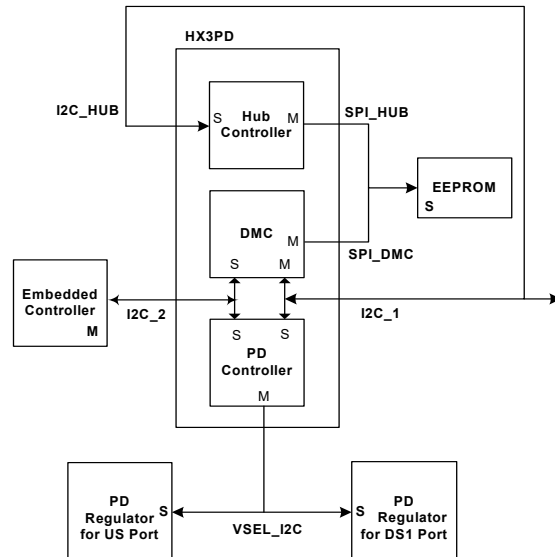 HX3PD
I2C_HUB
S
M
Hub
Controller
SPI_HUB
EEPROM
S
DMC
M
S
M
SPI_DMC
Embedded
Controller
M
I2C_2
I2C_1
S
S
PD
Controller
M
PD
Regulator
for US Port
S
VSEL_I2C
S
PD
Regulator
for DS1 Port